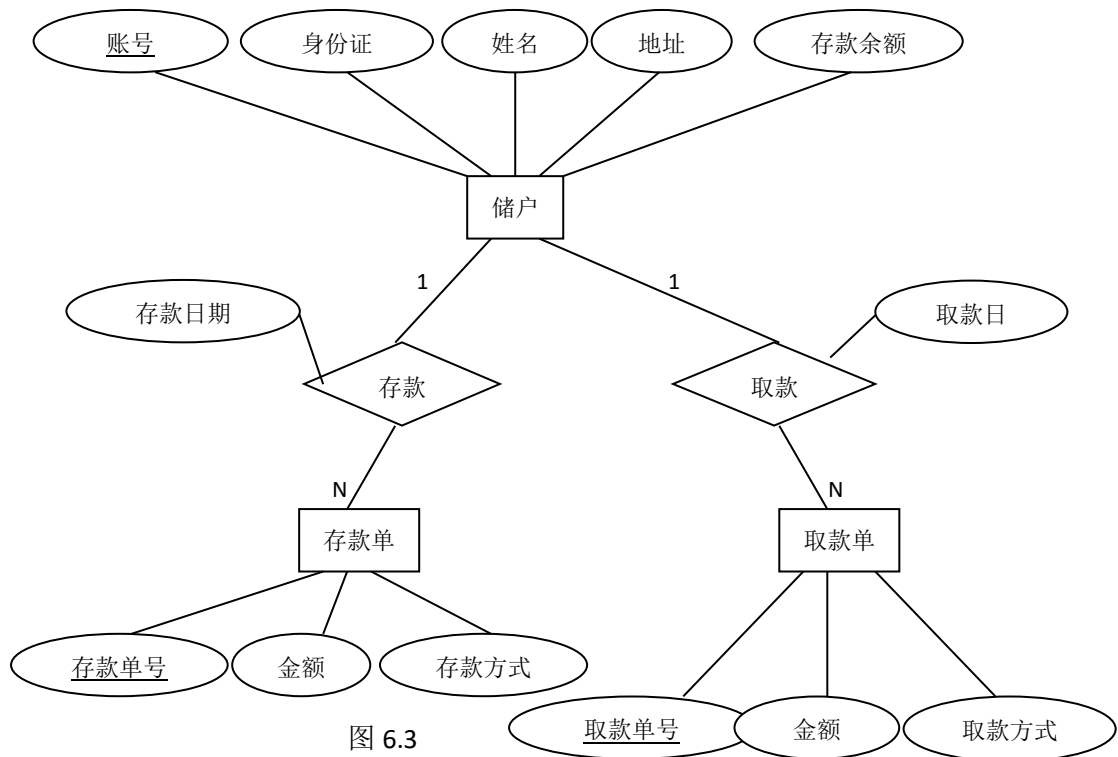 账号 身份证 姓名 地址 存款余额
储户
1 1
存款日期 取款日
存款 取款
N N
存款单 取款单
存款单号 金额 存款方式
取款单号 金额 取款方式
图 6.3